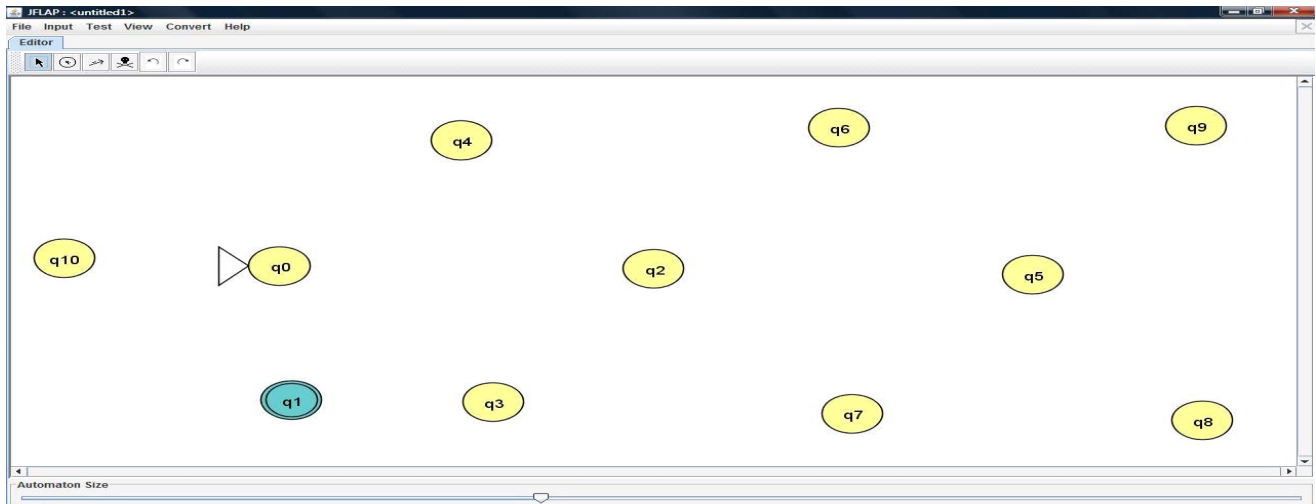 JFLAP : <untitled1>
File Input Test View Convert Help
Editor
q4 q6 q9
q10 q0 q2 q5
q1 q3 q7 q8
Automaton Size